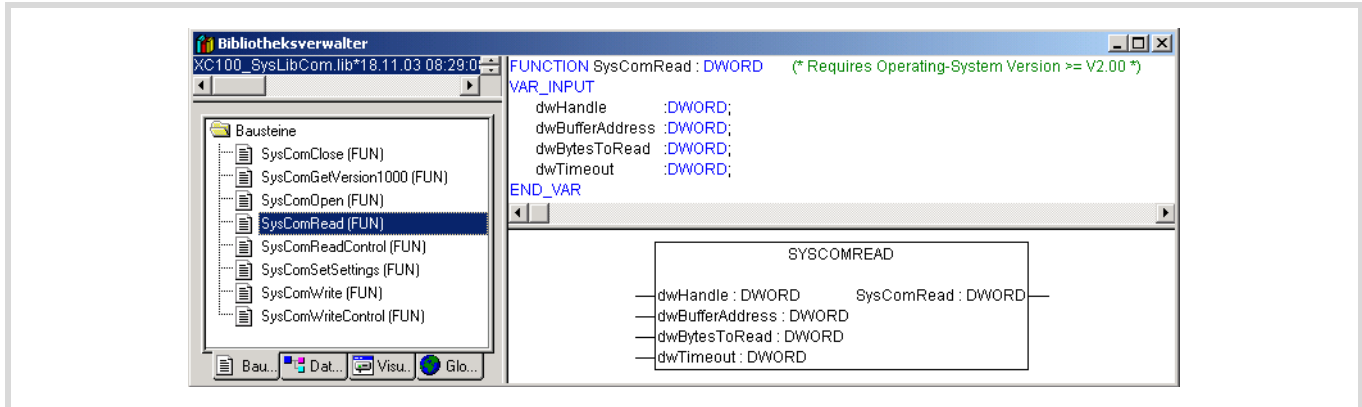 Bibliotheksverwalter
XC100_SysLibCom.lib*18.11.03 08:29:0
Bausteine
SysComClose (FUN)
SysComGetVersion1000 (FUN)
SysComOpen (FUN)
SysComRead (FUN)
SysComReadControl (FUN)
SysComSetSettings (FUN)
SysComWrite (FUN)
SysComWriteControl (FUN)
Bau... Dat... Visu.. Glo...
FUNCTION SysComRead : DWORD (* Requires Operating-System Version >= V2.00 *)
VAR_INPUT
dwHandle :DWORD;
dwBufferAddress :DWORD;
dwBytesToRead :DWORD;
dwTimeout :DWORD;
END_VAR
SYSCOMREAD
dwHandle : DWORD SysComRead : DWORD
dwBufferAddress : DWORD
dwBytesToRead : DWORD
dwTimeout : DWORD